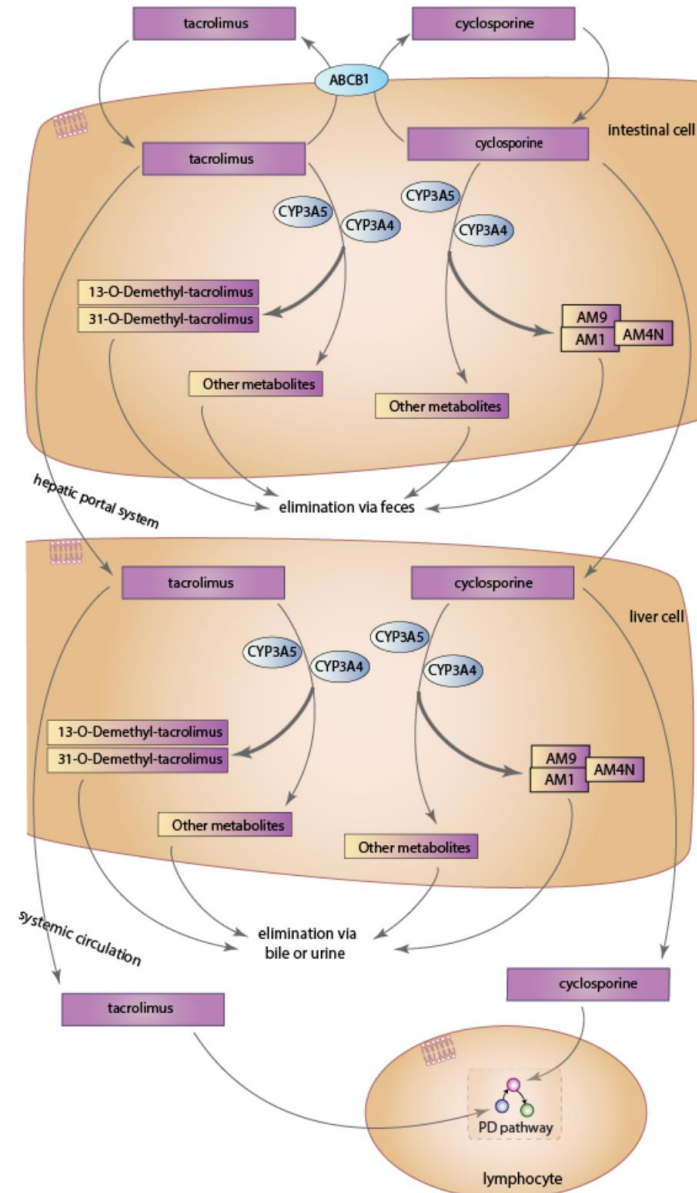 tacrolimus
cyclosporine
ABCB1
intestinal cell
tacrolimus
cyclosporine
CYP3A5
CYP3A4
CYP3A5
CYP3A4
13-O-Demethyl-tacrolimus
31-O-Demethyl-tacrolimus
AM9
AM1
AM4N
Other metabolites
Other metabolites
hepatic portal system
elimination via feces
tacrolimus
cyclosporine
liver cell
CYP3A5
CYP3A4
CYP3A5
CYP3A4
13-O-Demethyl-tacrolimus
31-O-Demethyl-tacrolimus
AM9
AM1
AM4N
Other metabolites
Other metabolites
systemic circulation
elimination via
bile or urine
tacrolimus
cyclosporine
PD pathway
lymphocyte